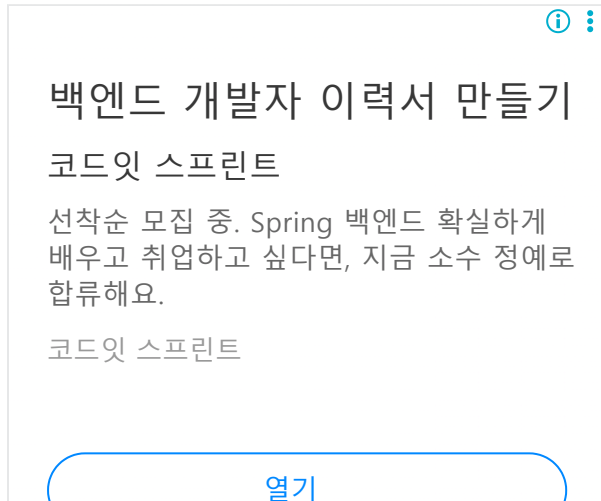 백엔드 개발자 이력서 만들기
코드잇 스프린트
선착순 모집 중. Spring 백엔드 확실하게
배우고 취업하고 싶다면, 지금 소수 정예로
합류해요.
코드잇 스프린트
열기